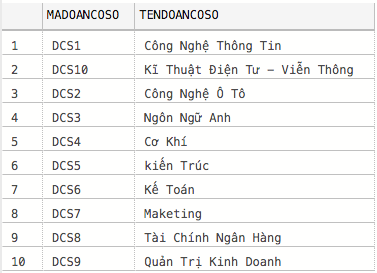 MADOANCOSO TENDOANCOSO
1 DCS1 Công Nghệ Thông Tin
2 DCS10 Kĩ Thuật Điện Tư – Viễn Thông
3 DCS2 Công Nghệ Ô Tô
4 DCS3 Ngôn Ngữ Anh
5 DCS4 Cơ Khí
6 DCS5 kiến Trúc
7 DCS6 Kế Toán
8 DCS7 Maketing
9 DCS8 Tài Chính Ngân Hàng
10 DCS9 Quản Trị Kinh Doanh